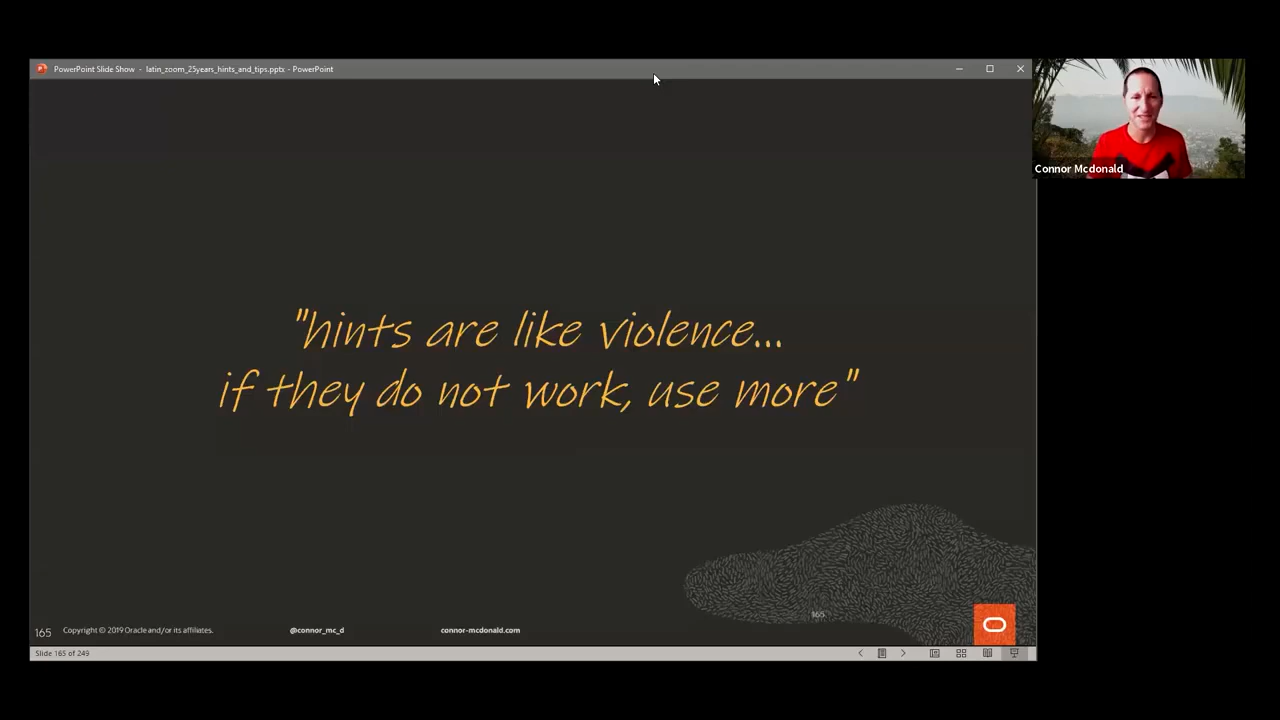 PowerPoint Slide Show - latin_zoom_25years_hints_and_tips.pptx - PowerPoint
Connor Mcdonald
"hints are like violence...
if they do not work, use more"
165
165 Copyright © 2019 Oracle and/or its affiliates. @connor_mc_d connor-mcdonald.com
Slide 165 of 249